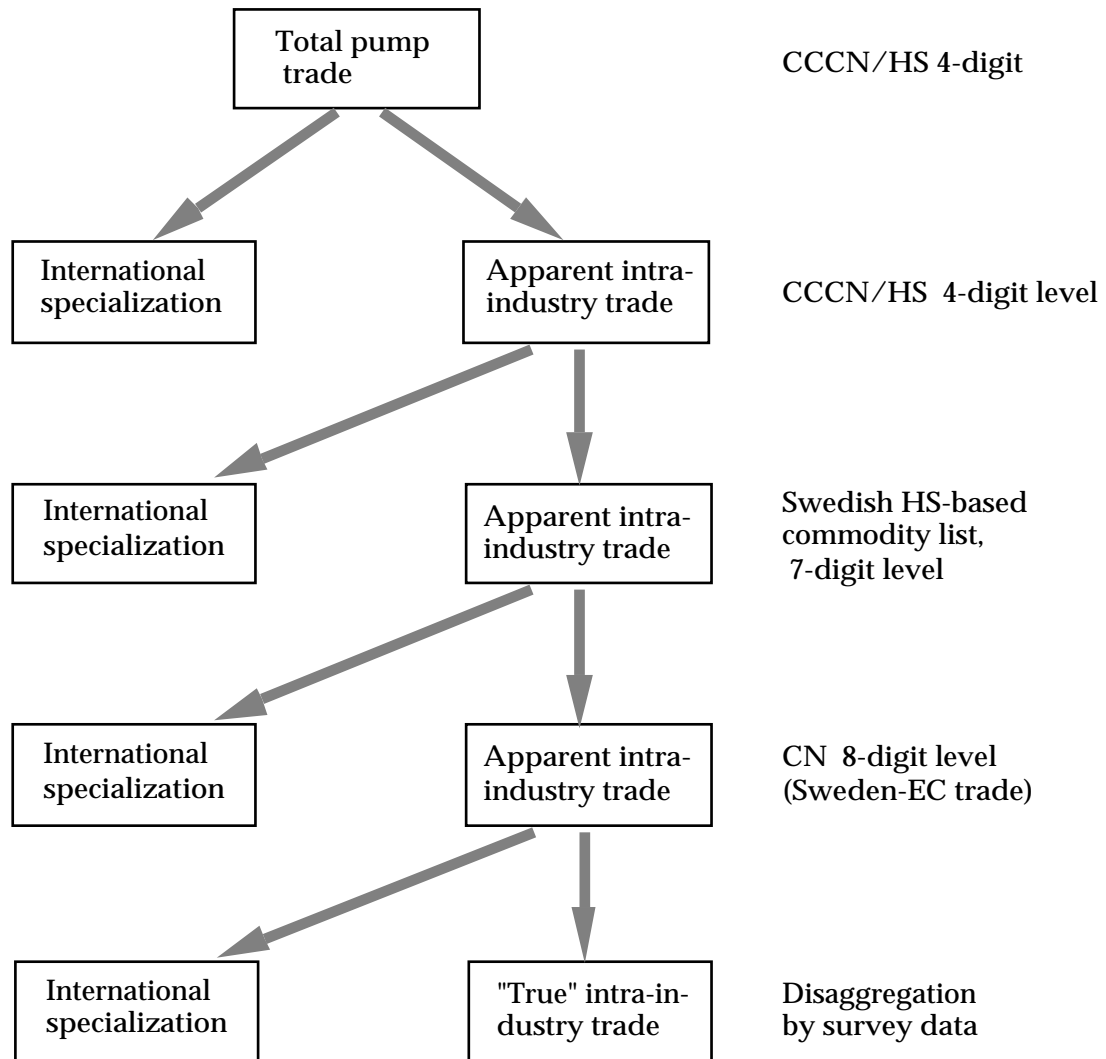 Total pump
trade
CCCN/HS 4-digit
International
specialization
Apparent intra-
industry trade
CCCN/HS 4-digit level
International
specialization
Apparent intra-
industry trade
Swedish HS-based
commodity list,
7-digit level
International
specialization
Apparent intra-
industry trade
CN 8-digit level
(Sweden-EC trade)
International
specialization
"True" intra-in-
dustry trade
Disaggregation
by survey data